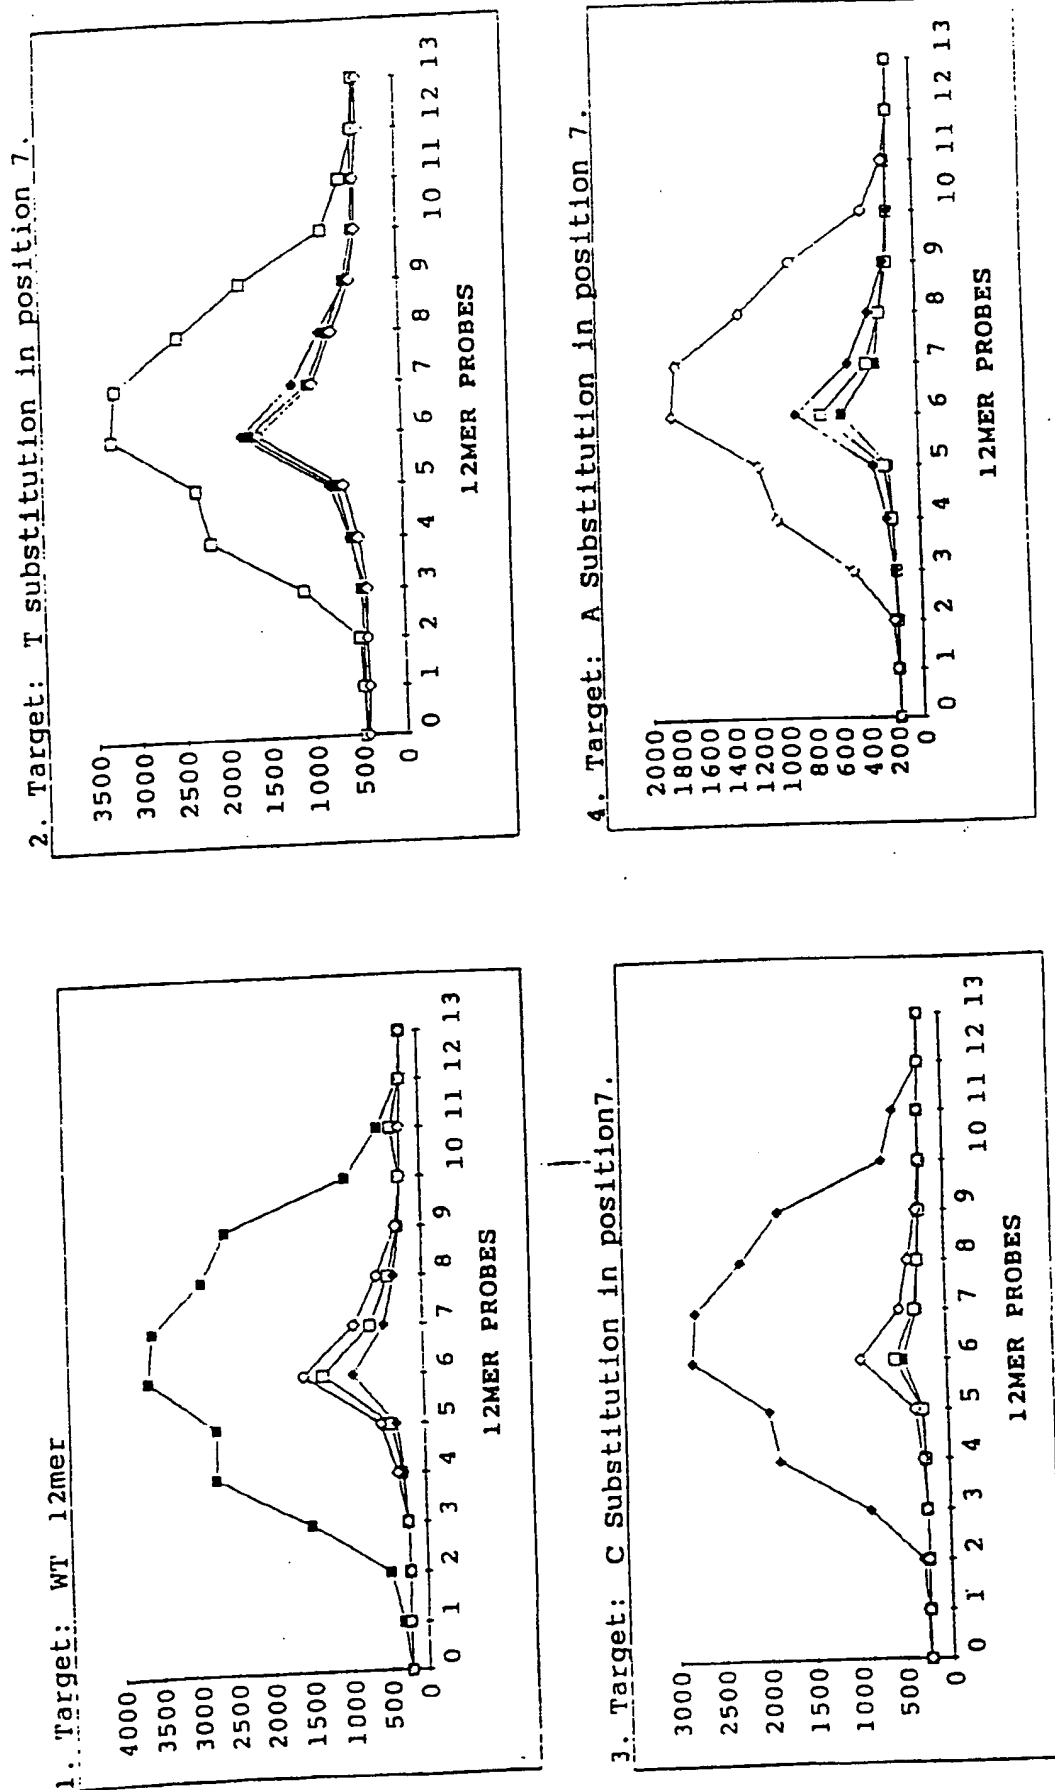 1. Target: WT 12mer
4000
3500
3000
2500
2000
1500
1000
500
0
0 1 2 3 4 5 6 7 8 9 10 11 12 13
12MER PROBES
2. Target: T substitution in position 7.
3500
3000
2500
2000
1500
1000
500
0
0 1 2 3 4 5 6 7 8 9 10 11 12 13
12MER PROBES
3. Target: C Substitution in position7.
3000
2500
2000
1500
1000
500
0
0 1 2 3 4 5 6 7 8 9 10 11 12 13
12MER PROBES
4. Target: A Substitution in position 7.
2000
1800
1600
1400
1200
1000
800
600
400
200
0
0 1 2 3 4 5 6 7 8 9 10 11 12 13
12MER PROBES